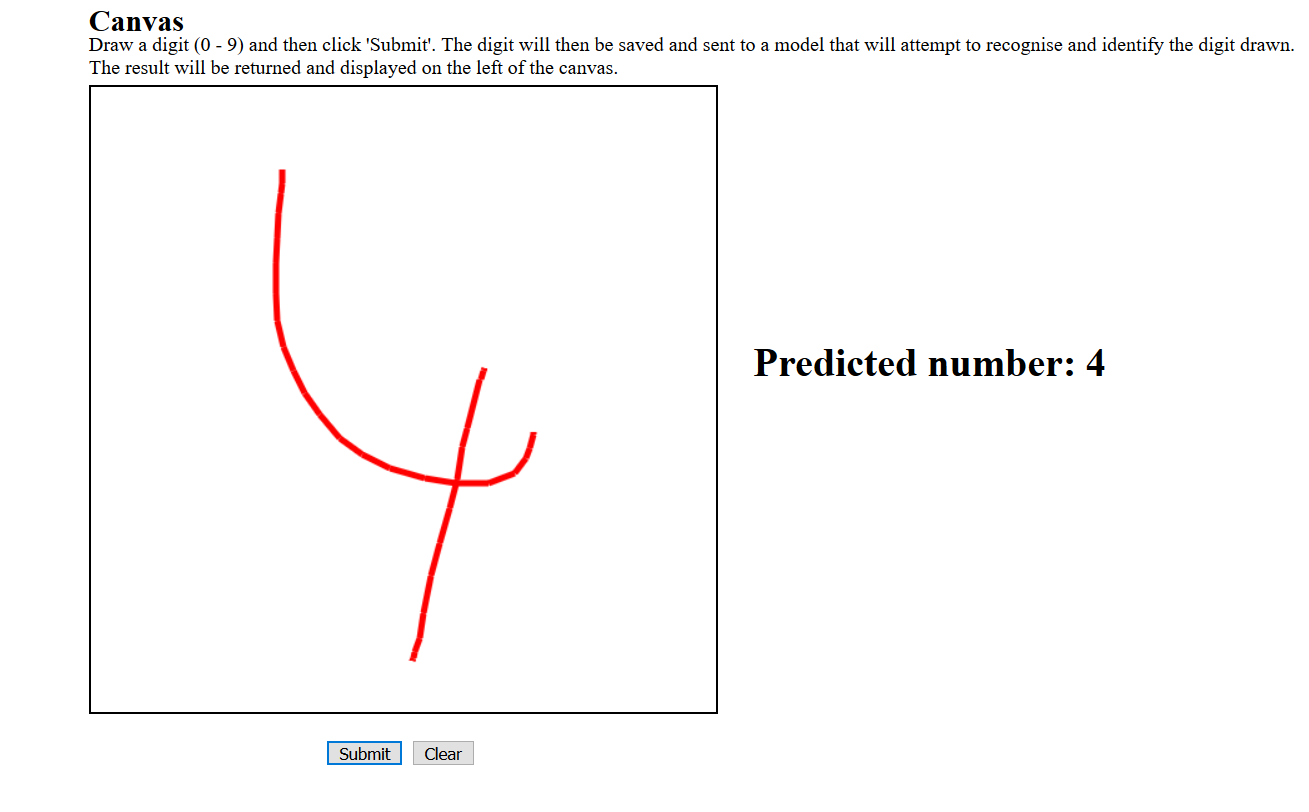 Canvas
Draw a digit (0 - 9) and then click 'Submit'. The digit will then be saved and sent to a model that will attempt to recognise and identify the digit drawn.
The result will be returned and displayed on the left of the canvas.
4
Predicted number: 4
Submit Clear